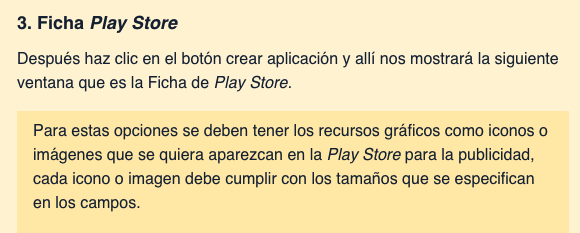 3. Ficha Play Store
Después haz clic en el botón crear aplicación y allí nos mostrará la siguiente
ventana que es la Ficha de Play Store.
Para estas opciones se deben tener los recursos gráficos como iconos o
imágenes que se quiera aparezcan en la Play Store para la publicidad,
cada icono o imagen debe cumplir con los tamaños que se especifican
en los campos.